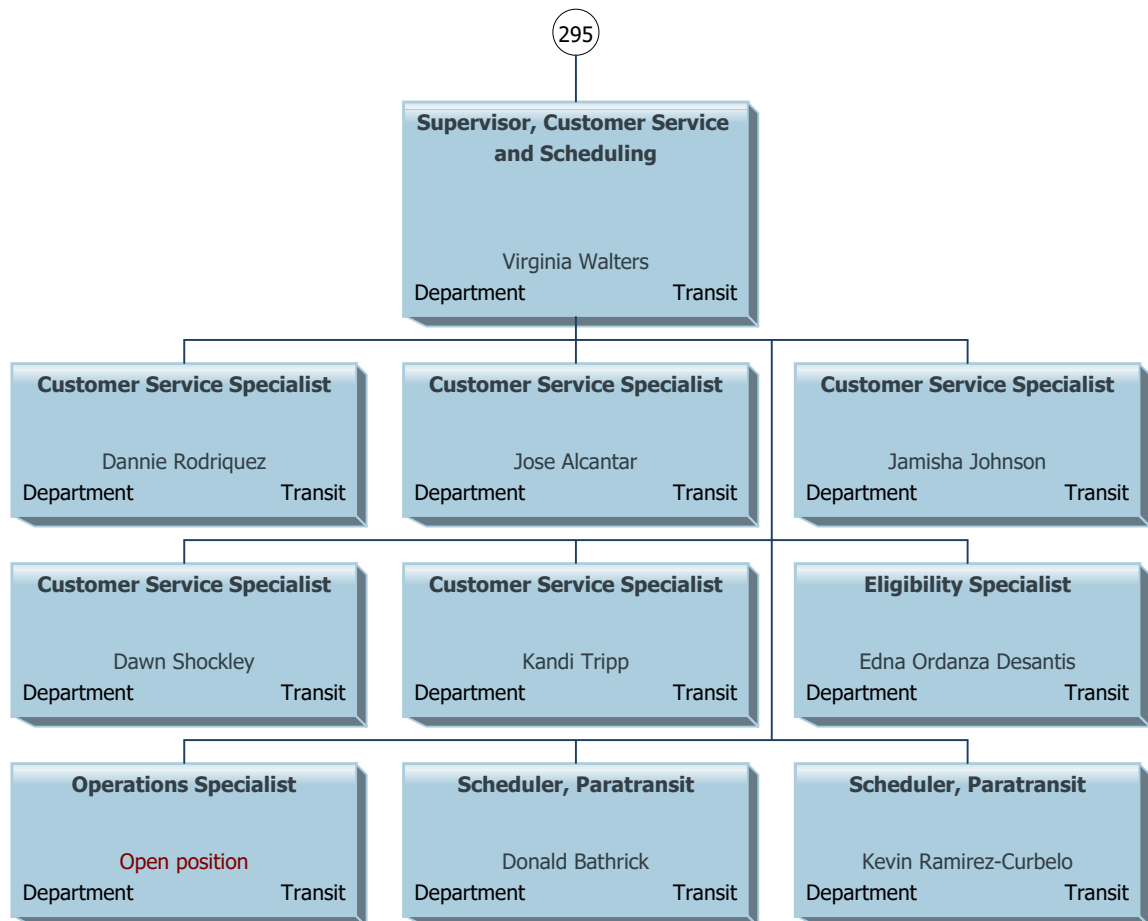 295
Supervisor, Customer Service
and Scheduling
Virginia Walters
Department Transit
Customer Service Specialist
Dannie Rodriquez
Department Transit
Customer Service Specialist
Jose Alcantar
Department Transit
Customer Service Specialist
Jamisha Johnson
Department Transit
Customer Service Specialist
Dawn Shockley
Department Transit
Customer Service Specialist
Kandi Tripp
Department Transit
Eligibility Specialist
Edna Ordanza Desantis
Department Transit
Operations Specialist
Open position
Department Transit
Scheduler, Paratransit
Donald Bathrick
Department Transit
Scheduler, Paratransit
Kevin Ramirez-Curbelo
Department Transit